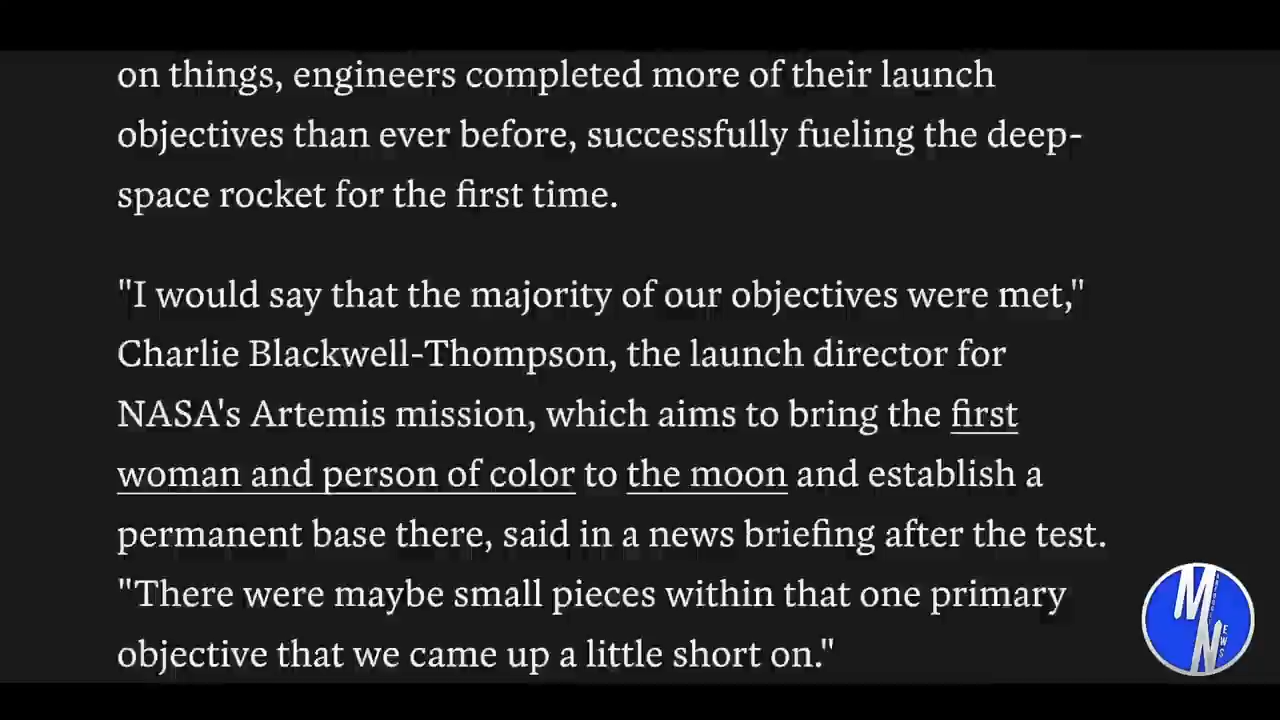 on things, engineers completed more of their launch
objectives than ever before, successfully fueling the deep-
space rocket for the first time.
"I would say that the majority of our objectives were met,"
Charlie Blackwell-Thompson, the launch director for
NASA's Artemis mission, which aims to bring the first
woman and person of color to the moon and establish a
permanent base there, said in a news briefing after the test.
"There were maybe small pieces within that one primary
objective that we came up a little short on."
M
NEWS